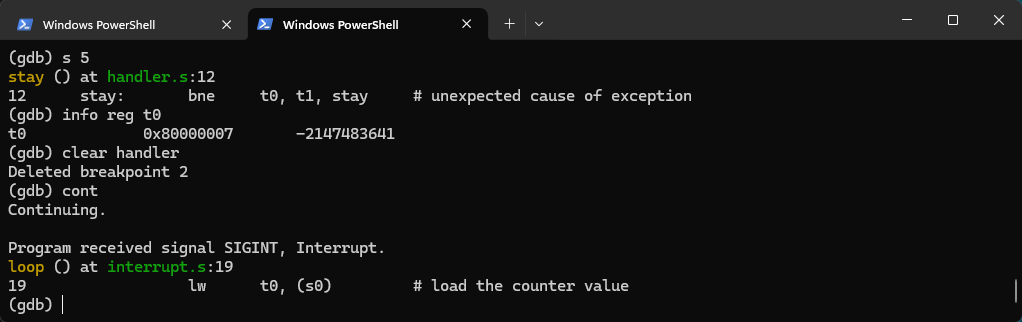 Windows PowerShell
Windows PowerShell
(gdb) s 5
stay () at handler.s:12
12      stay:       bne     t0, t1, stay     # unexpected cause of exception
(gdb) info reg t0
t0             0x80000007       -2147483641
(gdb) clear handler
Deleted breakpoint 2
(gdb) cont
Continuing.
Program received signal SIGINT, Interrupt.
loop () at interrupt.s:19
19                  lw      t0, (s0)         # load the counter value
(gdb)